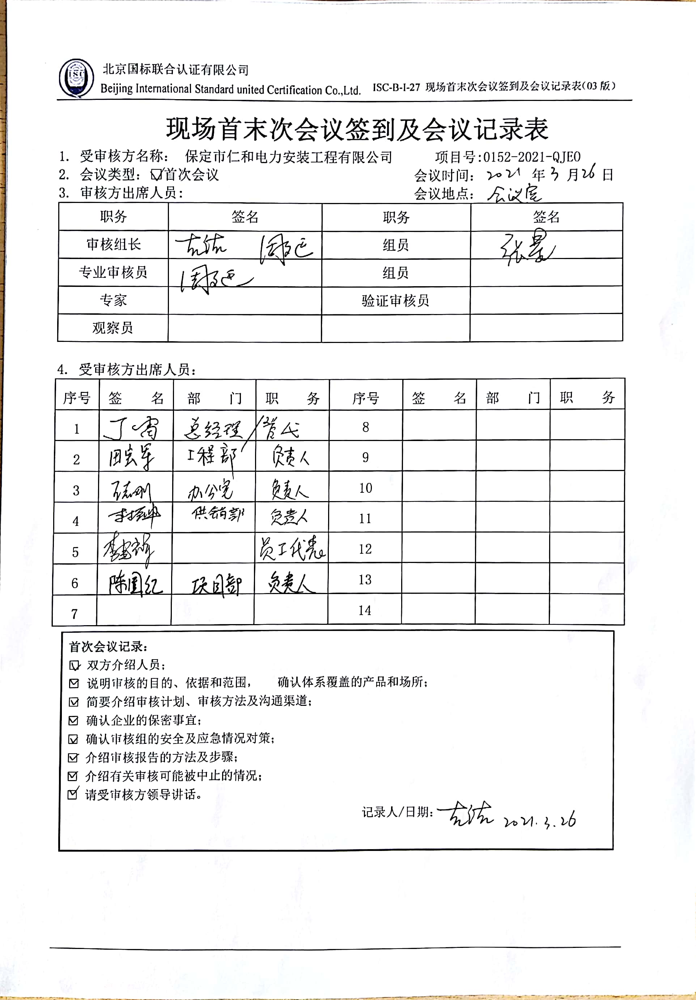 ISC
北京国标联合认证有限公司
Beijing International Standard united Certification Co.,Ltd. ISC-B-I-27 现场首末次会议签到及会议记录表(03版)
现场首末次会议签到及会议记录表
1. 受审核方名称: 保定市仁和电力安装工程有限公司 项目号:0152-2021-QJEO
2. 会议类型: ☑首次会议 会议时间: 2021 年 3 月 26 日
3. 审核方出席人员: 会议地点: 会议室
职务 签名 职务 签名
审核组长 组员 张
专业审核员 组员
专家 验证审核员
观察员
4. 受审核方出席人员:
序号 签 名 部 门 职 务 序号 签 名 部 门 职 务
1 丁 总经理/管代 8
2 田宏军 工程部 负责人 9
3 志刚 办公室 负责人 10
4 李 供销部 负责人 11
5 李 员工代表 12
6 陈国红 项目部 负责人 13
7 14
首次会议记录:
☑ 双方介绍人员;
☑ 说明审核的目的、依据和范围, 确认体系覆盖的产品和场所;
☑ 简要介绍审核计划、审核方法及沟通渠道;
☑ 确认企业的保密事宜;
☑ 确认审核组的安全及应急情况对策;
☑ 介绍审核报告的方法及步骤;
☑ 介绍有关审核可能被中止的情况;
☑ 请受审核方领导讲话。
记录人/日期: 2021.3.26